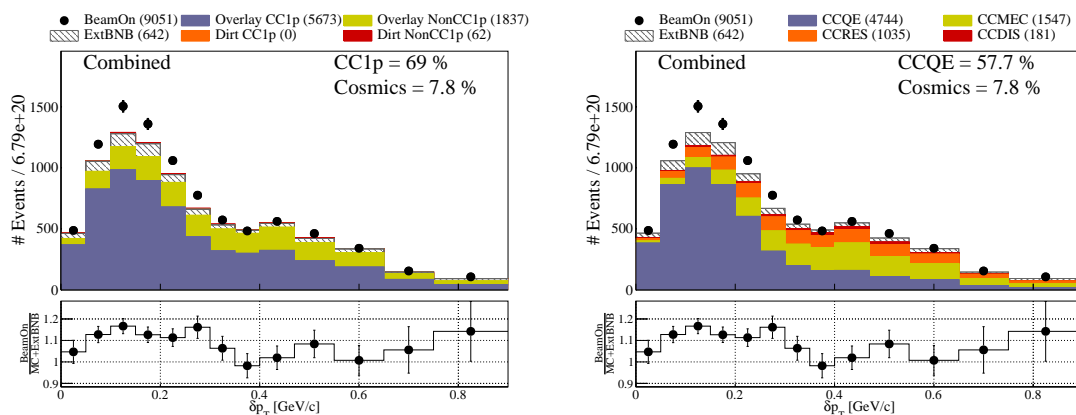 BeamOn (9051) Overlay CC1p (5673) Overlay NonCC1p (1837)
ExtBNB (642) Dirt CC1p (0) Dirt NonCC1p (62)
Combined
CC1p = 69 %
Cosmics = 7.8 %
# Events / 6.79e+20
1500
1000
500
0
BeamOn
MC+ExtBNB
1.2
1.1
1
0.9
0 0.2 0.4 0.6 0.8
δp_T [GeV/c]
BeamOn (9051) CCQE (4744) CCMEC (1547)
ExtBNB (642) CCRES (1035) CCDIS (181)
Combined
CCQE = 57.7 %
Cosmics = 7.8 %
# Events / 6.79e+20
1500
1000
500
0
BeamOn
MC+ExtBNB
1.2
1.1
1
0.9
0 0.2 0.4 0.6 0.8
δp_T [GeV/c]